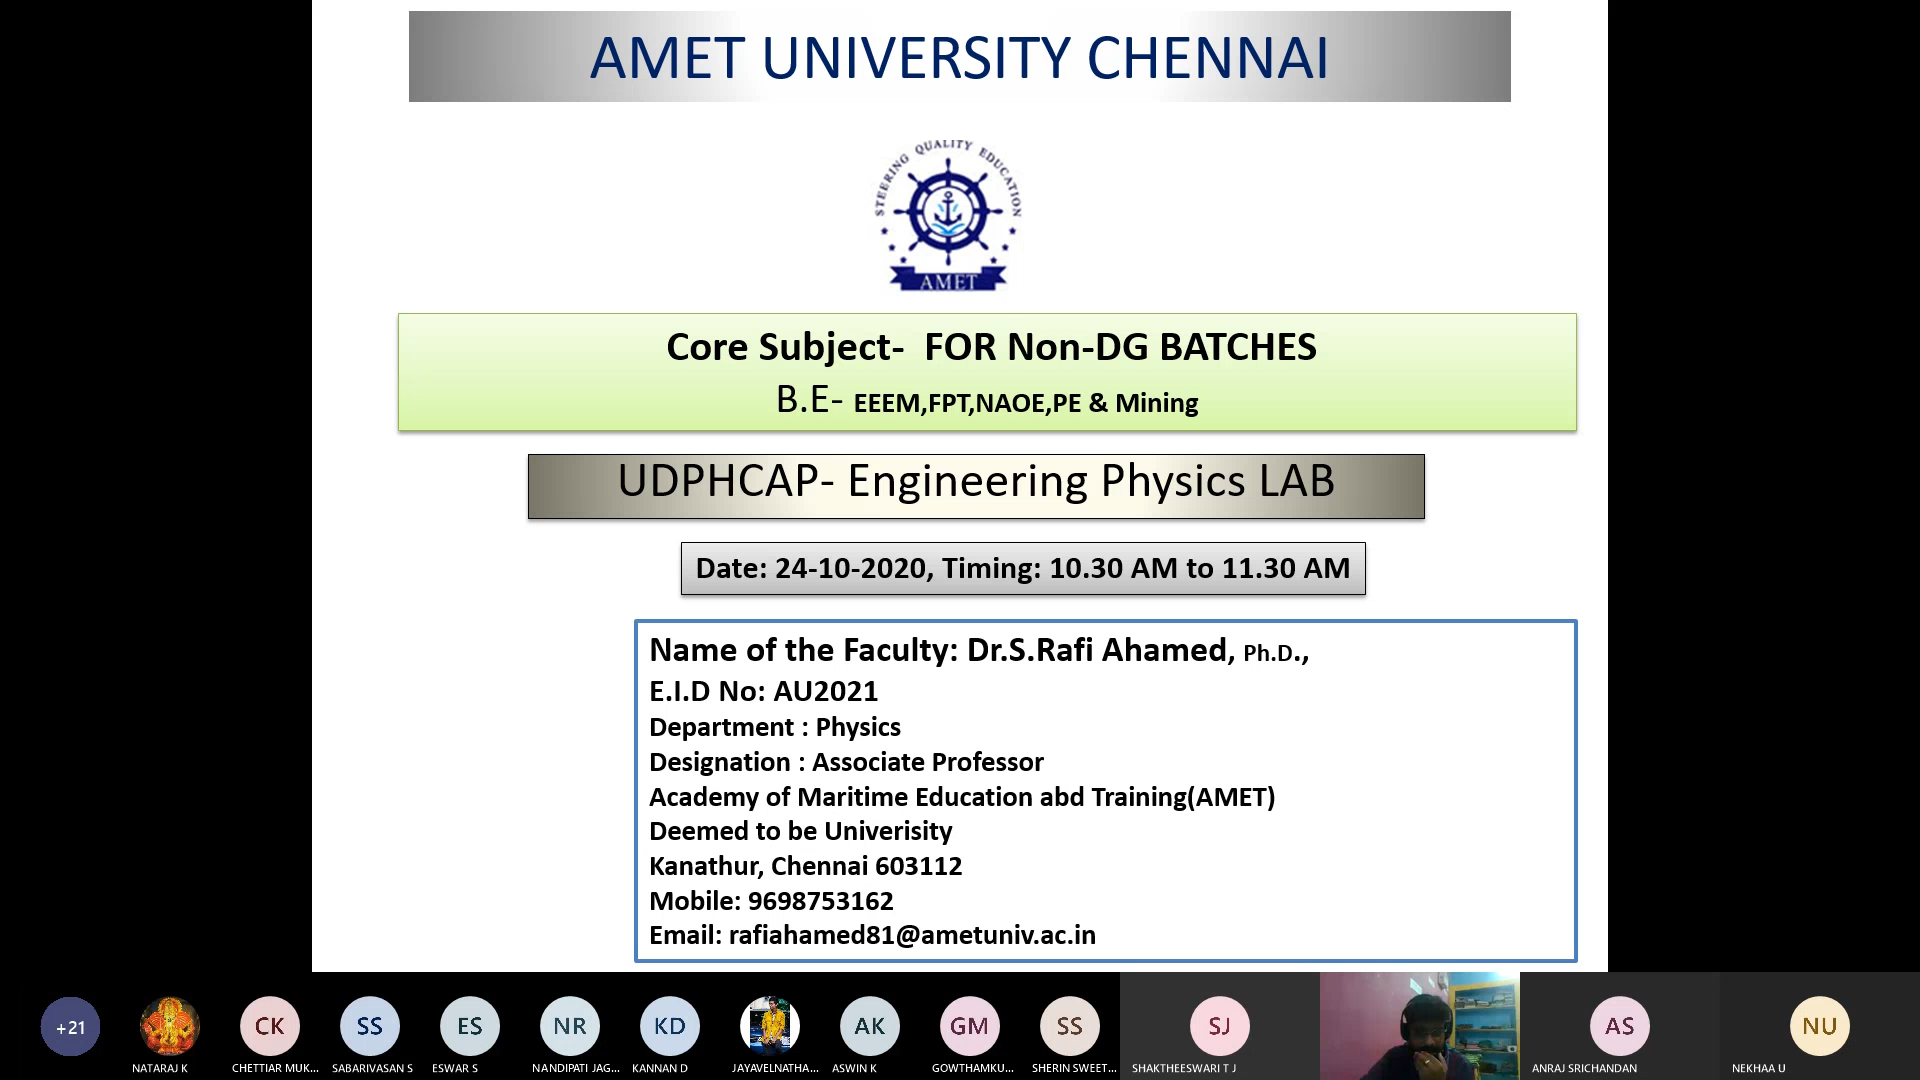 AMET UNIVERSITY CHENNAI
STEERING QUALITY EDUCATION
AMET
Core Subject-  FOR Non-DG BATCHES
B.E- EEEM,FPT,NAOE,PE & Mining
UDPHCAP- Engineering Physics LAB
Date: 24-10-2020, Timing: 10.30 AM to 11.30 AM
Name of the Faculty: Dr.S.Rafi Ahamed, Ph.D.,
E.I.D No: AU2021
Department : Physics
Designation : Associate Professor
Academy of Maritime Education abd Training(AMET)
Deemed to be Univerisity
Kanathur, Chennai 603112
Mobile: 9698753162
Email: rafiahamed81@ametuniv.ac.in
+21 CK SS ES NR KD AK GM SS SJ AS NU
NATARAJ K CHETTIAR MUK... SABARIVASAN S ESWAR S NANDIPATI JAG... KANNAN D JAYAVELNATHA... ASWIN K GOWTHAMKU... SHERIN SWEET... SHAKTHEESWARI T J ANRAJ SRICHANDAN NEKHAA U